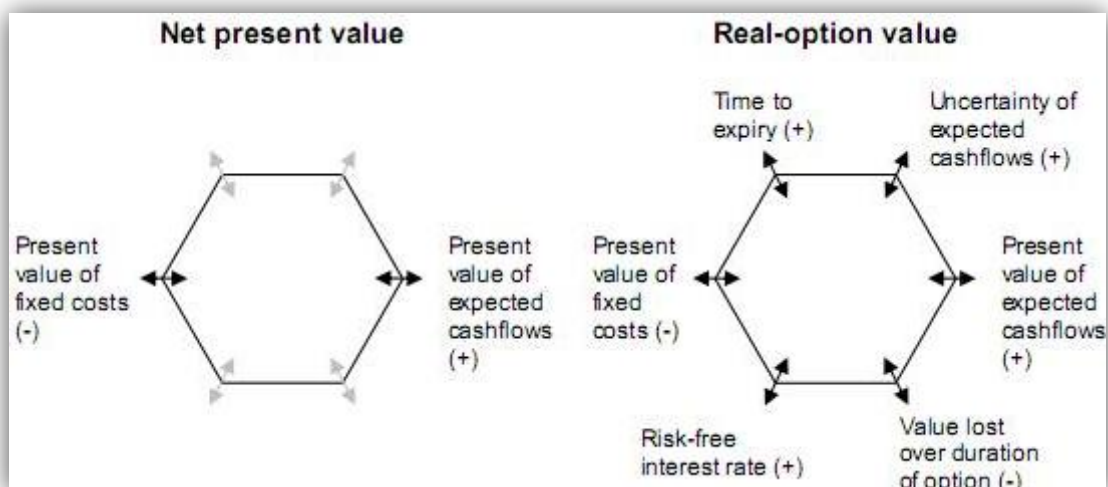 Net present value
Present
value of
fixed costs
(-)
Present
value of
expected
cashflows
(+)
Real-option value
Time to
expiry (+)
Uncertainty of
expected
cashflows (+)
Present
value of
fixed
costs (-)
Present
value of
expected
cashflows
(+)
Risk-free
interest rate (+)
Value lost
over duration
of option (-)